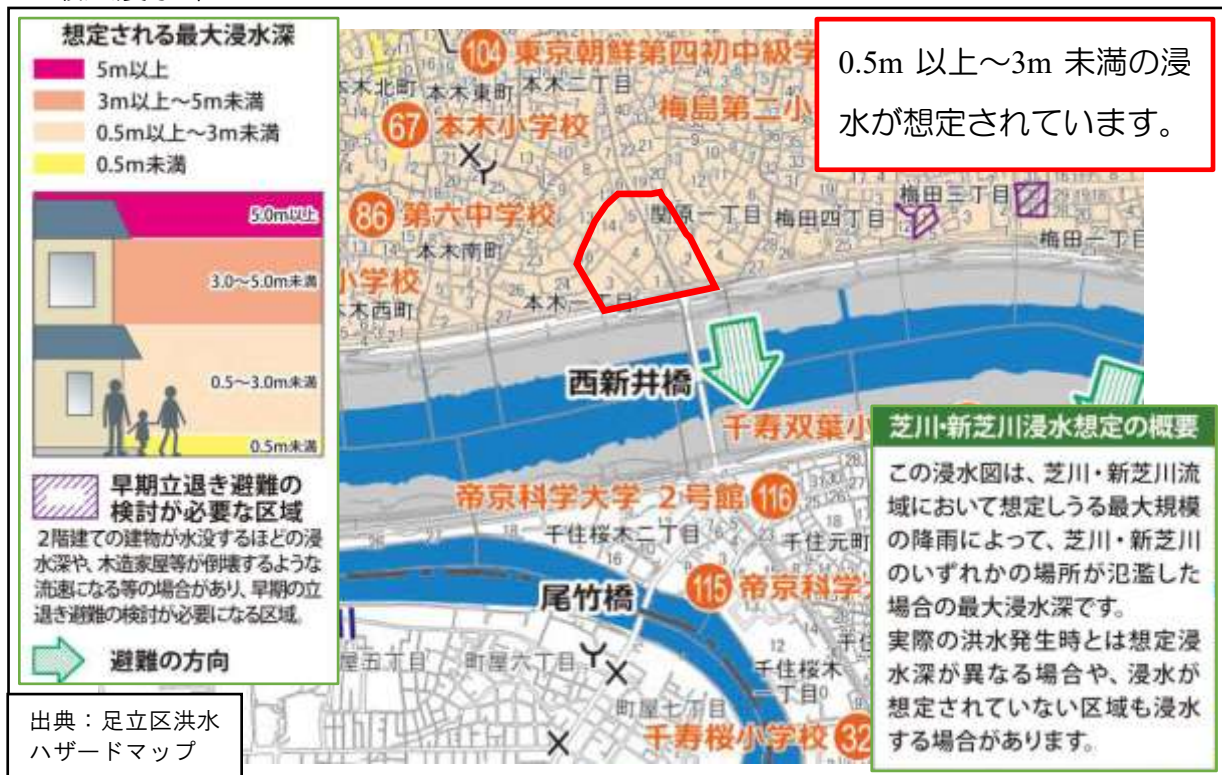 想定される最大浸水深
5m以上
3m以上～5m未満
0.5m以上～3m未満
0.5m未満
5.0m以上
3.0～5.0m未満
0.5～3.0m未満
0.5m未満
早期立退き避難の
検討が必要な区域
2階建ての建物が水没するほどの浸
水深や、木造家屋等が倒壊するような
流速になる等の場合があり、早期の立
退き避難の検討が必要になる区域。
避難の方向
出典：足立区洪水
ハザードマップ
0.5m 以上～3m 未満の浸
水が想定されています。
104 東京朝鮮第四初中級学
本木北町
本木東町
本木二丁目
67 本木小学校
梅島第二小
86 第六中学校
本木南町
関原一丁目
梅田四丁目
梅田三丁目
梅田一丁目
小学校
本木西町
本木一丁目
西新井橋
千寿双葉小
帝京科学大学 2号館 116
千住桜木二丁目
千住元町
尾竹橋
115 帝京科学
町屋五丁目
町屋六丁目
千住桜木
一丁目
町屋七丁目
千寿桜小学校 32
芝川・新芝川浸水想定の概要
この浸水図は、芝川・新芝川流
域において想定しうる最大規模
の降雨によって、芝川・新芝川
のいずれかの場所が氾濫した
場合の最大浸水深です。
実際の洪水発生時とは想定浸
水深が異なる場合や、浸水が
想定されていない区域も浸水
する場合があります。